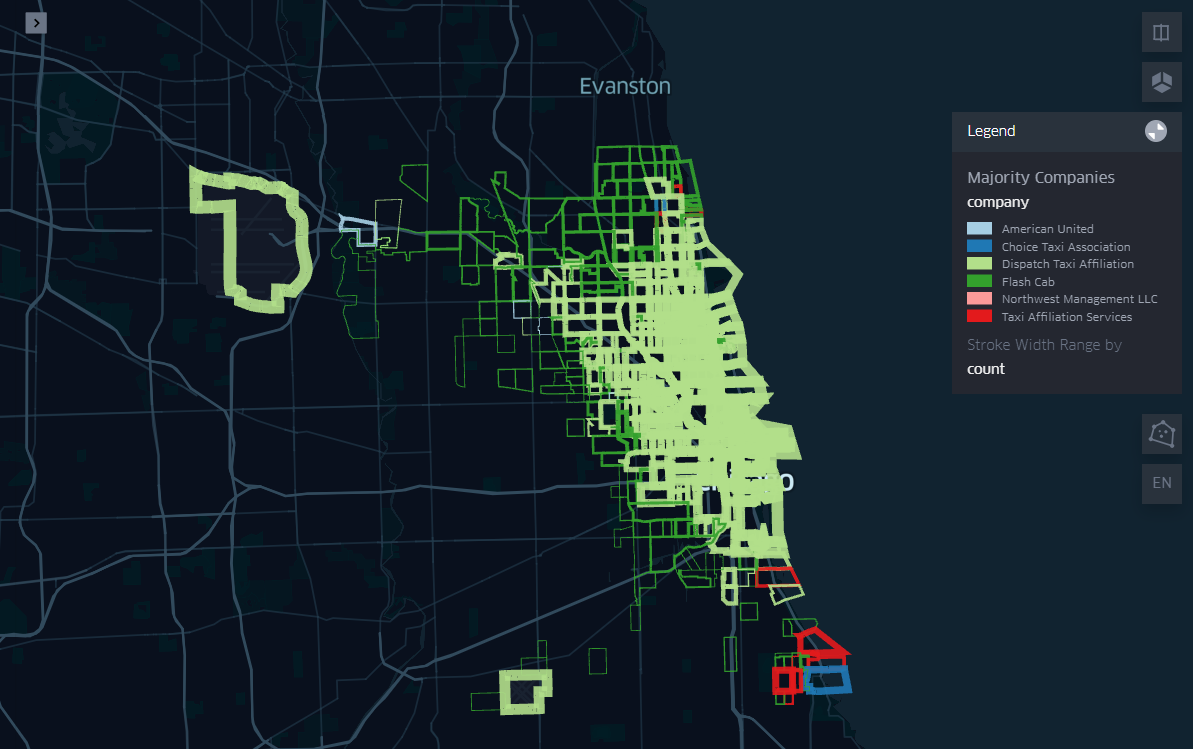 Evanston
Legend
Majority Companies
company
American United
Choice Taxi Association
Dispatch Taxi Affiliation
Flash Cab
Northwest Management LLC
Taxi Affiliation Services
Stroke Width Range by
count
EN